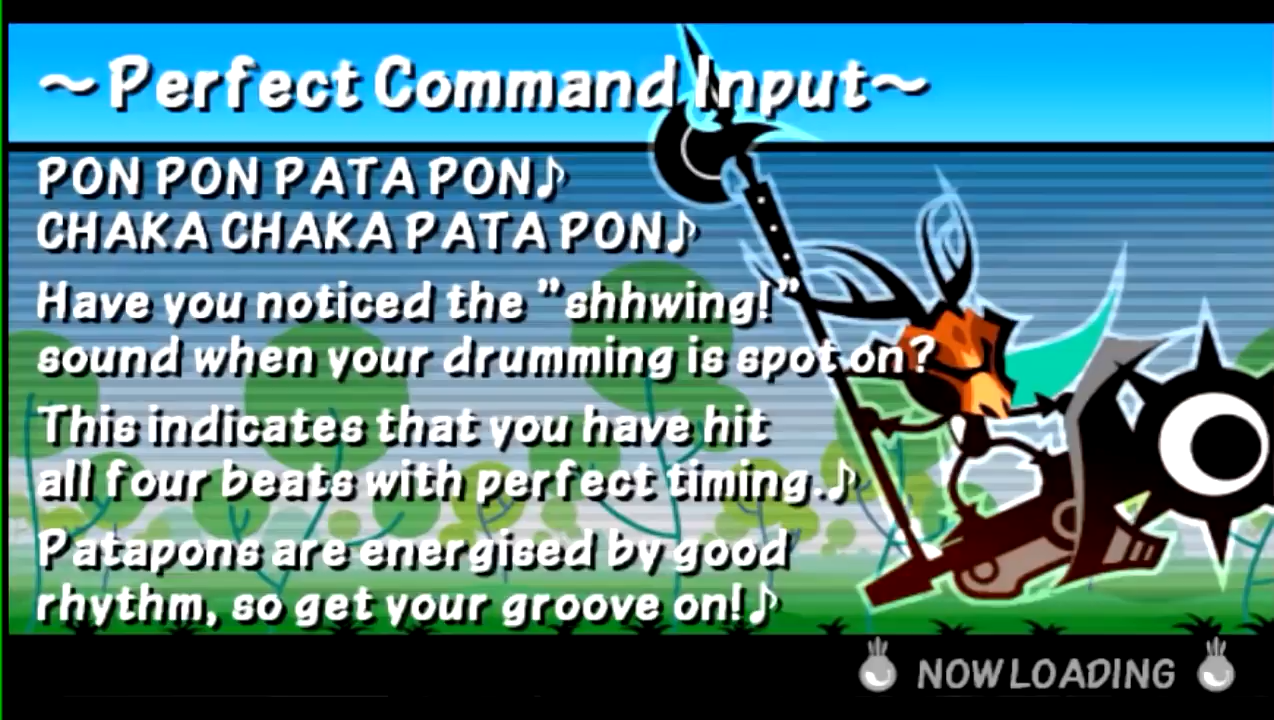 ～Perfect Command Input～
PON PON PATA PON♪
CHAKA CHAKA PATA PON♪
Have you noticed the "shhwing!"
sound when your drumming is spot on?
This indicates that you have hit
all four beats with perfect timing.♪
Patapons are energised by good
rhythm, so get your groove on!♪
NOW LOADING